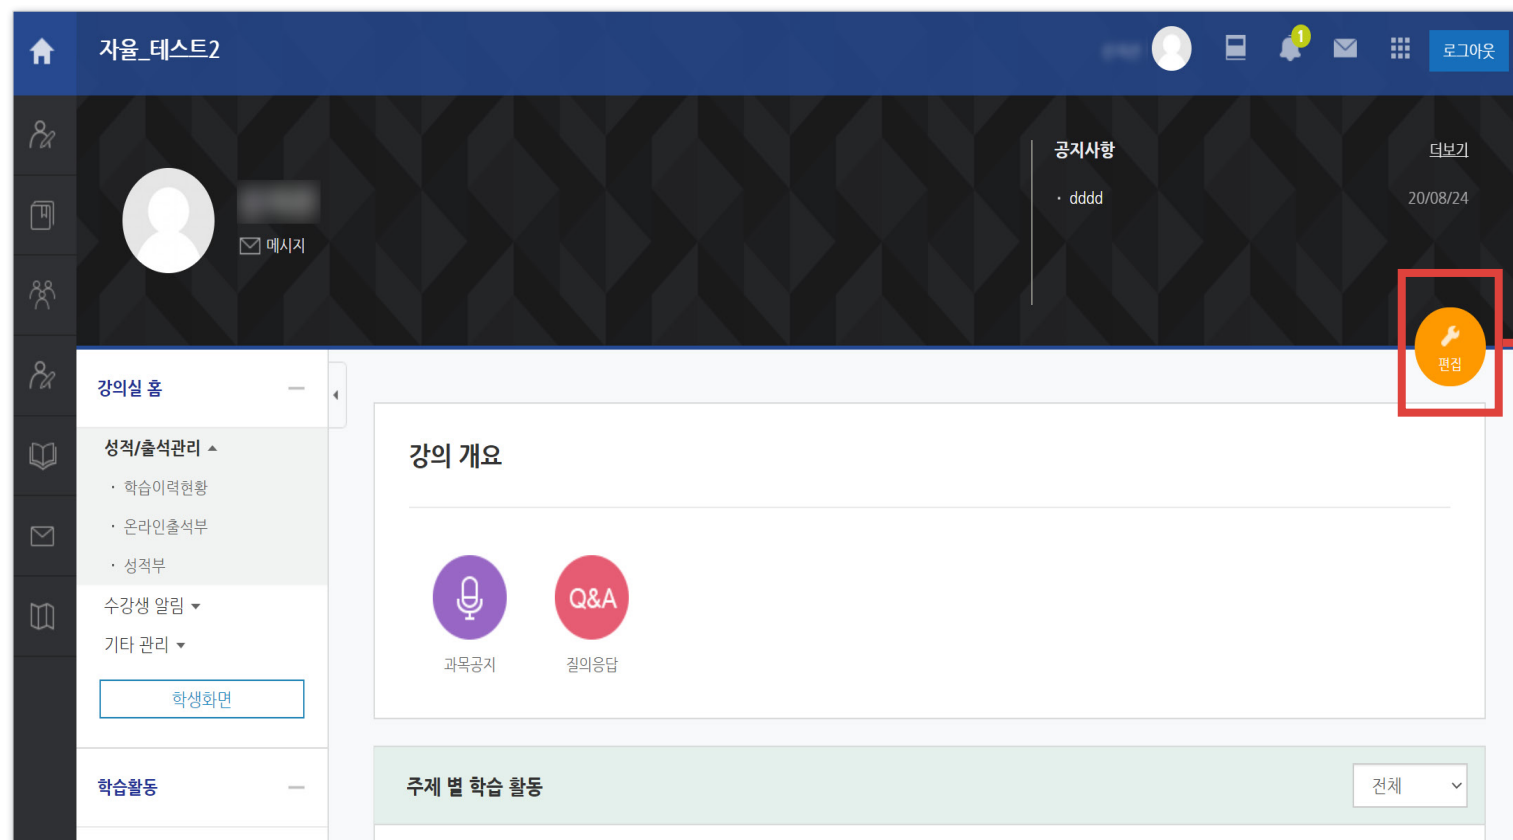 자율_테스트2
1
로그아웃
메시지
공지사항
더보기
· dddd
20/08/24
편집
강의실 홈
성적/출석관리
· 학습이력현황
· 온라인출석부
· 성적부
수강생 알림
기타 관리
학생화면
학습활동
강의 개요
Q&A
과목공지
질의응답
주제 별 학습 활동
전체